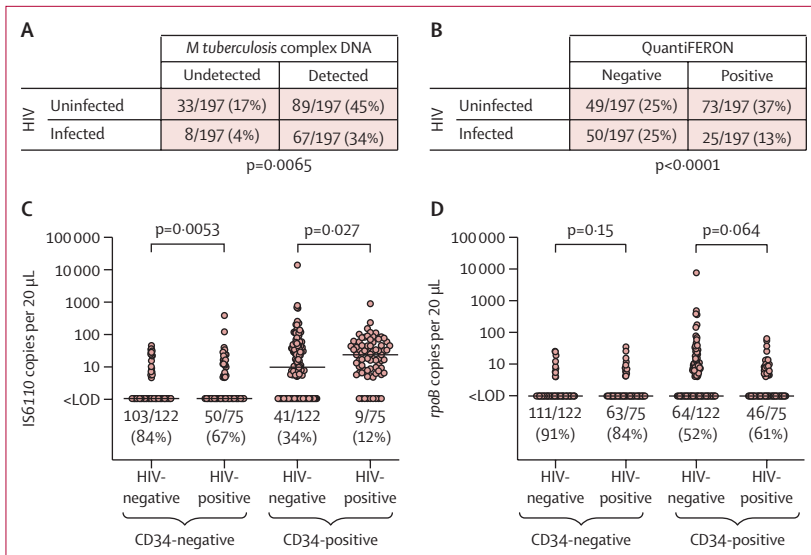 A
M tuberculosis complex DNA
Undetected Detected
HIV
Uninfected 33/197 (17%) 89/197 (45%)
Infected 8/197 (4%) 67/197 (34%)
p=0·0065
B
QuantiFERON
Negative Positive
HIV
Uninfected 49/197 (25%) 73/197 (37%)
Infected 50/197 (25%) 25/197 (13%)
p<0·0001
C
IS6110 copies per 20 μL
100 000
10 000
1000
100
10
<LOD
p=0·0053 p=0·027
103/122 50/75 41/122 9/75
(84%) (67%) (34%) (12%)
HIV- HIV- HIV- HIV-
negative positive negative positive
CD34-negative CD34-positive
D
rpoB copies per 20 μL
100 000
10 000
1000
100
10
<LOD
p=0·15 p=0·064
111/122 63/75 64/122 46/75
(91%) (84%) (52%) (61%)
HIV- HIV- HIV- HIV-
negative positive negative positive
CD34-negative CD34-positive